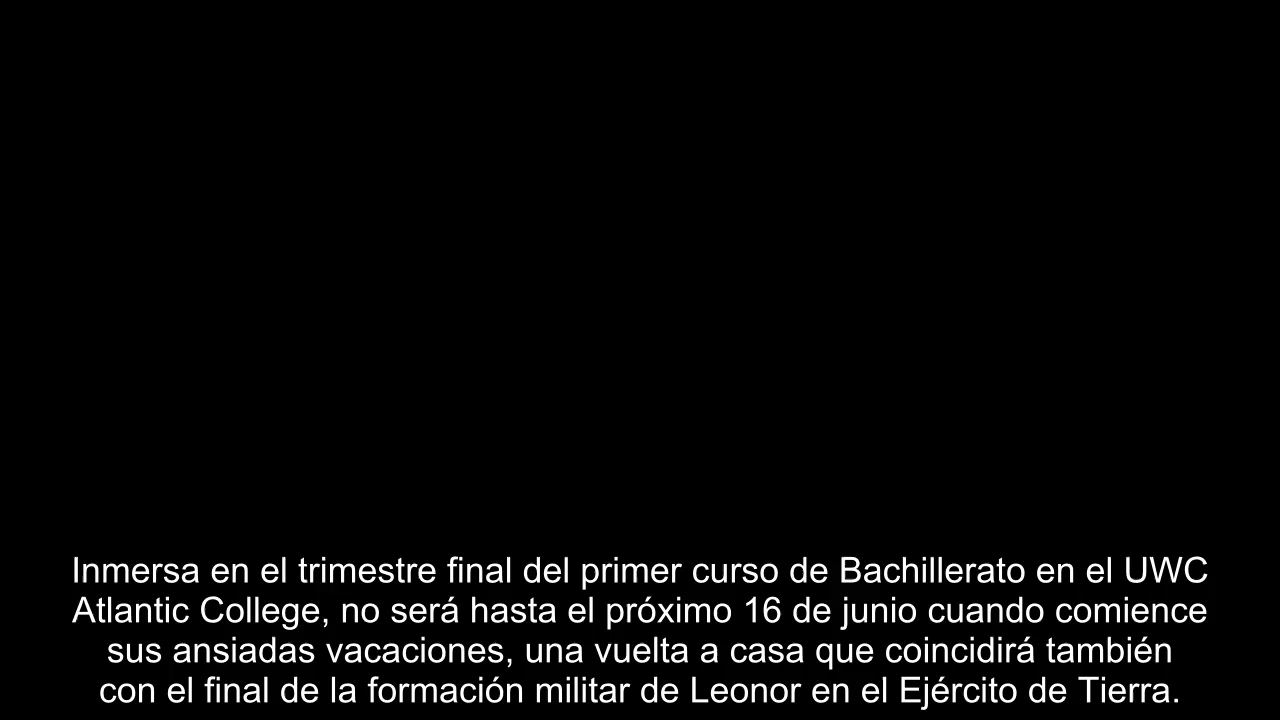 Inmersa en el trimestre final del primer curso de Bachillerato en el UWC
Atlantic College, no será hasta el próximo 16 de junio cuando comience
sus ansiadas vacaciones, una vuelta a casa que coincidirá también
con el final de la formación militar de Leonor en el Ejército de Tierra.